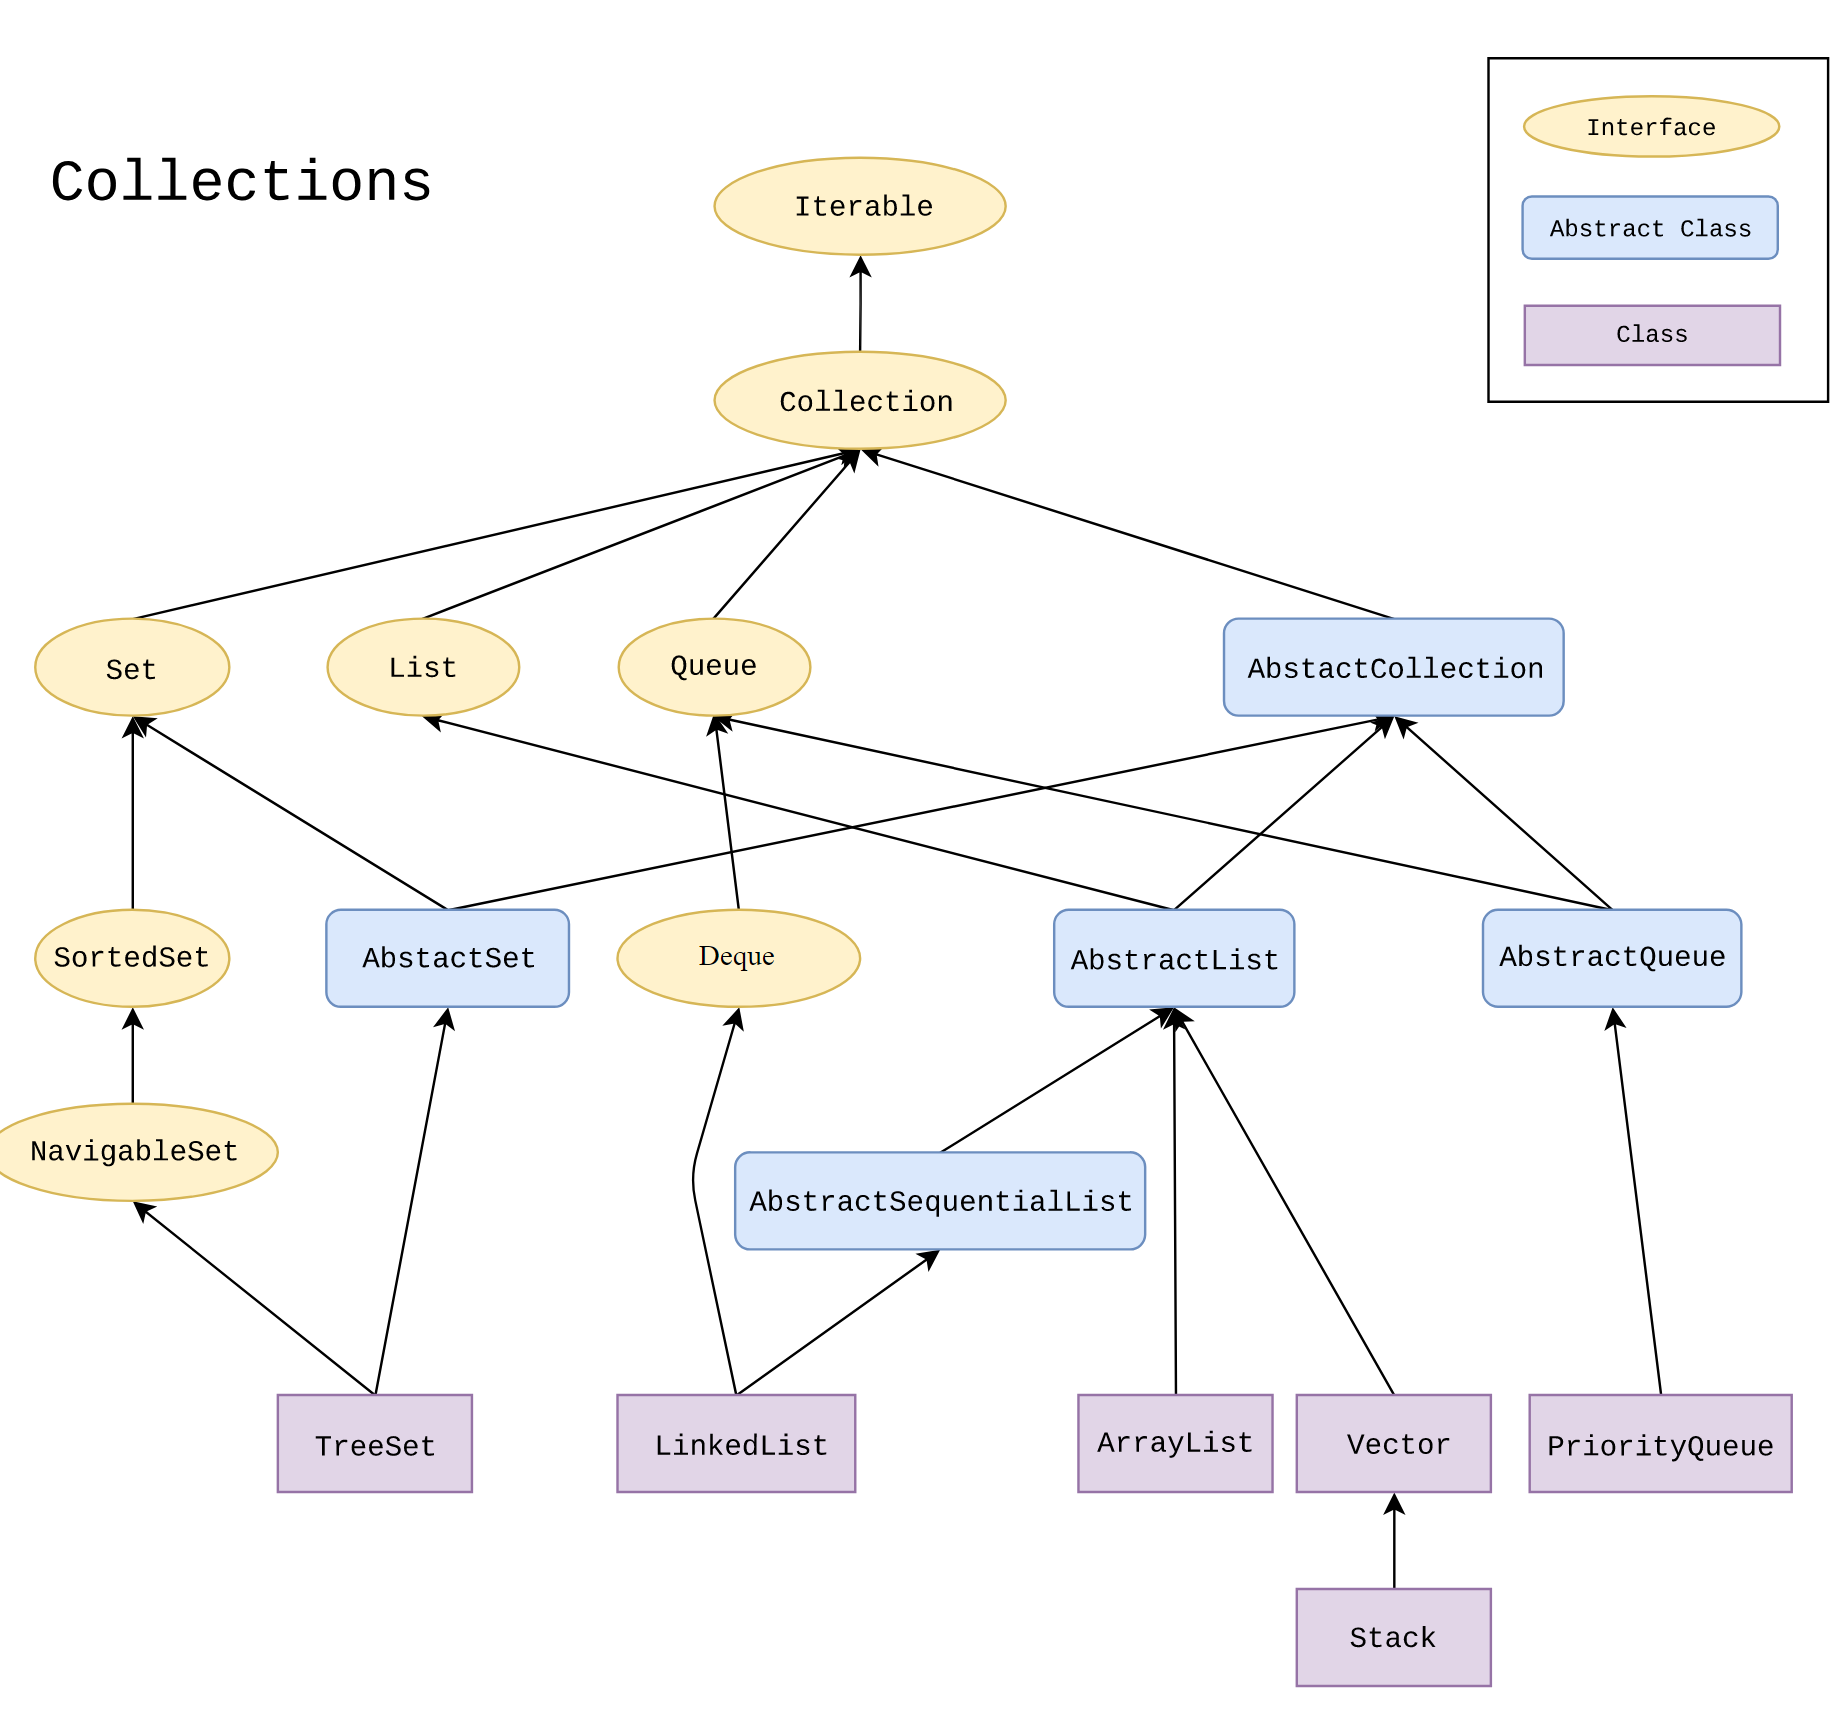 Collections
Interface
Abstract Class
Class
Iterable
Collection
Set
List
Queue
AbstactCollection
SortedSet
AbstactSet
Deque
AbstractList
AbstractQueue
NavigableSet
AbstractSequentialList
TreeSet
LinkedList
ArrayList
Vector
PriorityQueue
Stack